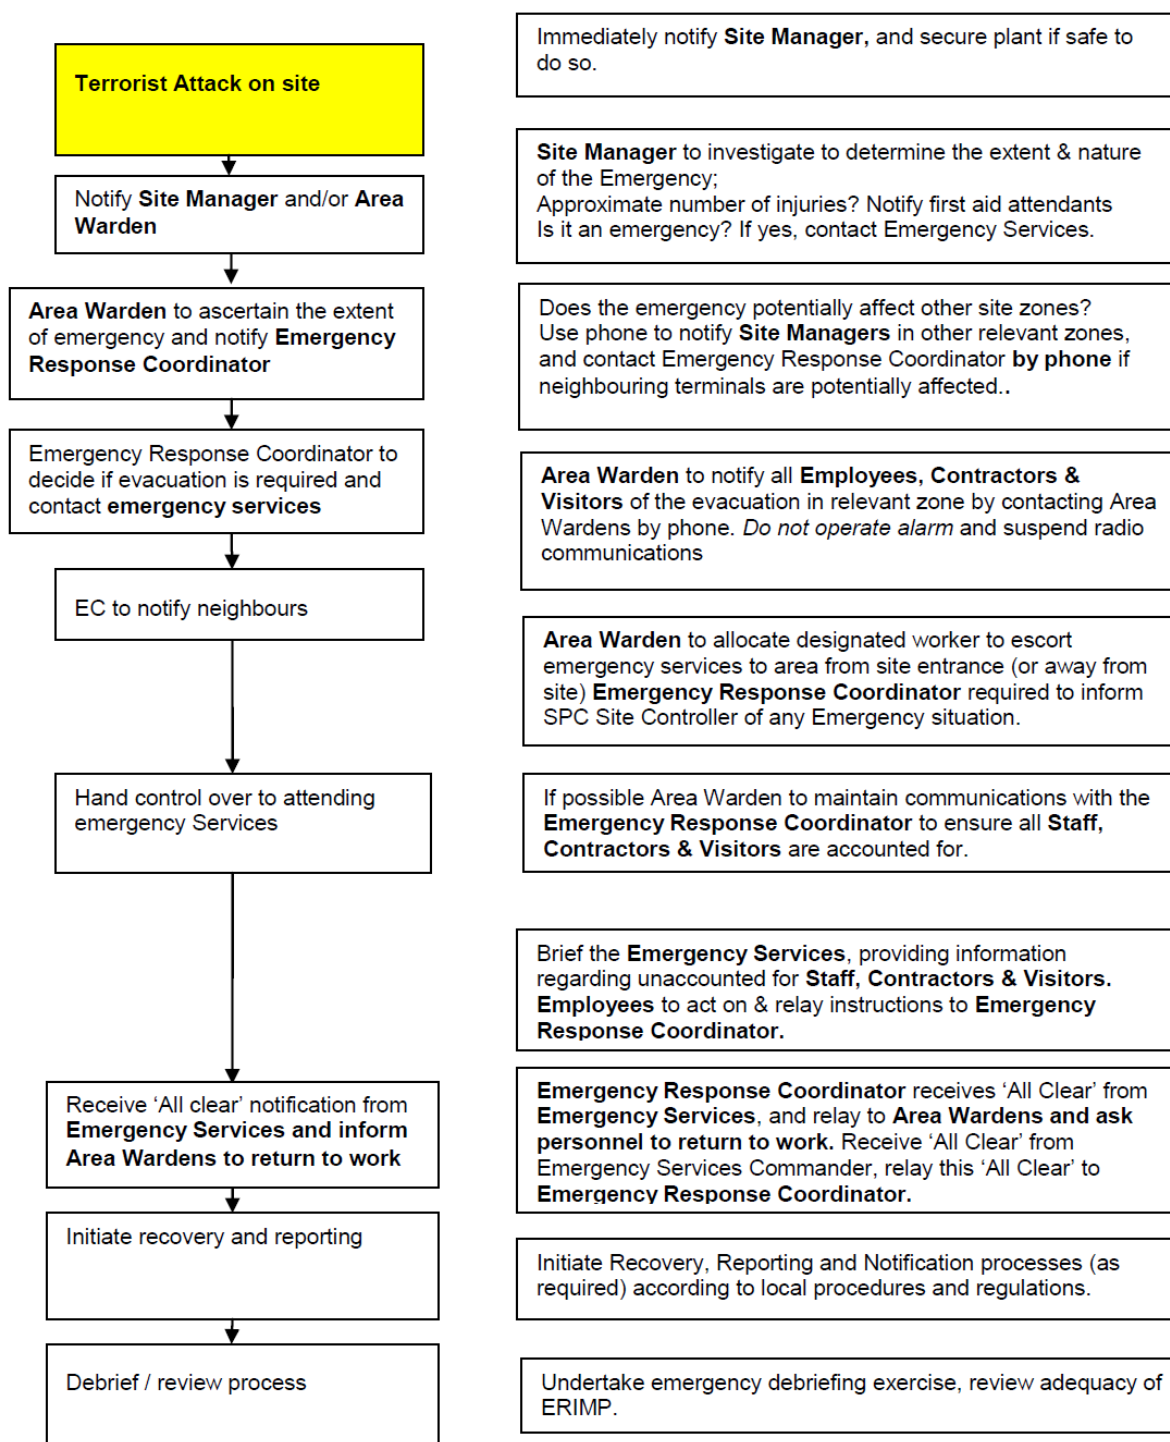 Terrorist Attack on site
Notify Site Manager and/or Area
Warden
Area Warden to ascertain the extent
of emergency and notify Emergency
Response Coordinator
Emergency Response Coordinator to
decide if evacuation is required and
contact emergency services
EC to notify neighbours
Hand control over to attending
emergency Services
Receive ‘All clear’ notification from
Emergency Services and inform
Area Wardens to return to work
Initiate recovery and reporting
Debrief / review process
Immediately notify Site Manager, and secure plant if safe to
do so.
Site Manager to investigate to determine the extent & nature
of the Emergency;
Approximate number of injuries? Notify first aid attendants
Is it an emergency? If yes, contact Emergency Services.
Does the emergency potentially affect other site zones?
Use phone to notify Site Managers in other relevant zones,
and contact Emergency Response Coordinator by phone if
neighbouring terminals are potentially affected..
Area Warden to notify all Employees, Contractors &
Visitors of the evacuation in relevant zone by contacting Area
Wardens by phone. Do not operate alarm and suspend radio
communications
Area Warden to allocate designated worker to escort
emergency services to area from site entrance (or away from
site) Emergency Response Coordinator required to inform
SPC Site Controller of any Emergency situation.
If possible Area Warden to maintain communications with the
Emergency Response Coordinator to ensure all Staff,
Contractors & Visitors are accounted for.
Brief the Emergency Services, providing information
regarding unaccounted for Staff, Contractors & Visitors.
Employees to act on & relay instructions to Emergency
Response Coordinator.
Emergency Response Coordinator receives ‘All Clear’ from
Emergency Services, and relay to Area Wardens and ask
personnel to return to work. Receive ‘All Clear’ from
Emergency Services Commander, relay this ‘All Clear’ to
Emergency Response Coordinator.
Initiate Recovery, Reporting and Notification processes (as
required) according to local procedures and regulations.
Undertake emergency debriefing exercise, review adequacy of
ERIMP.